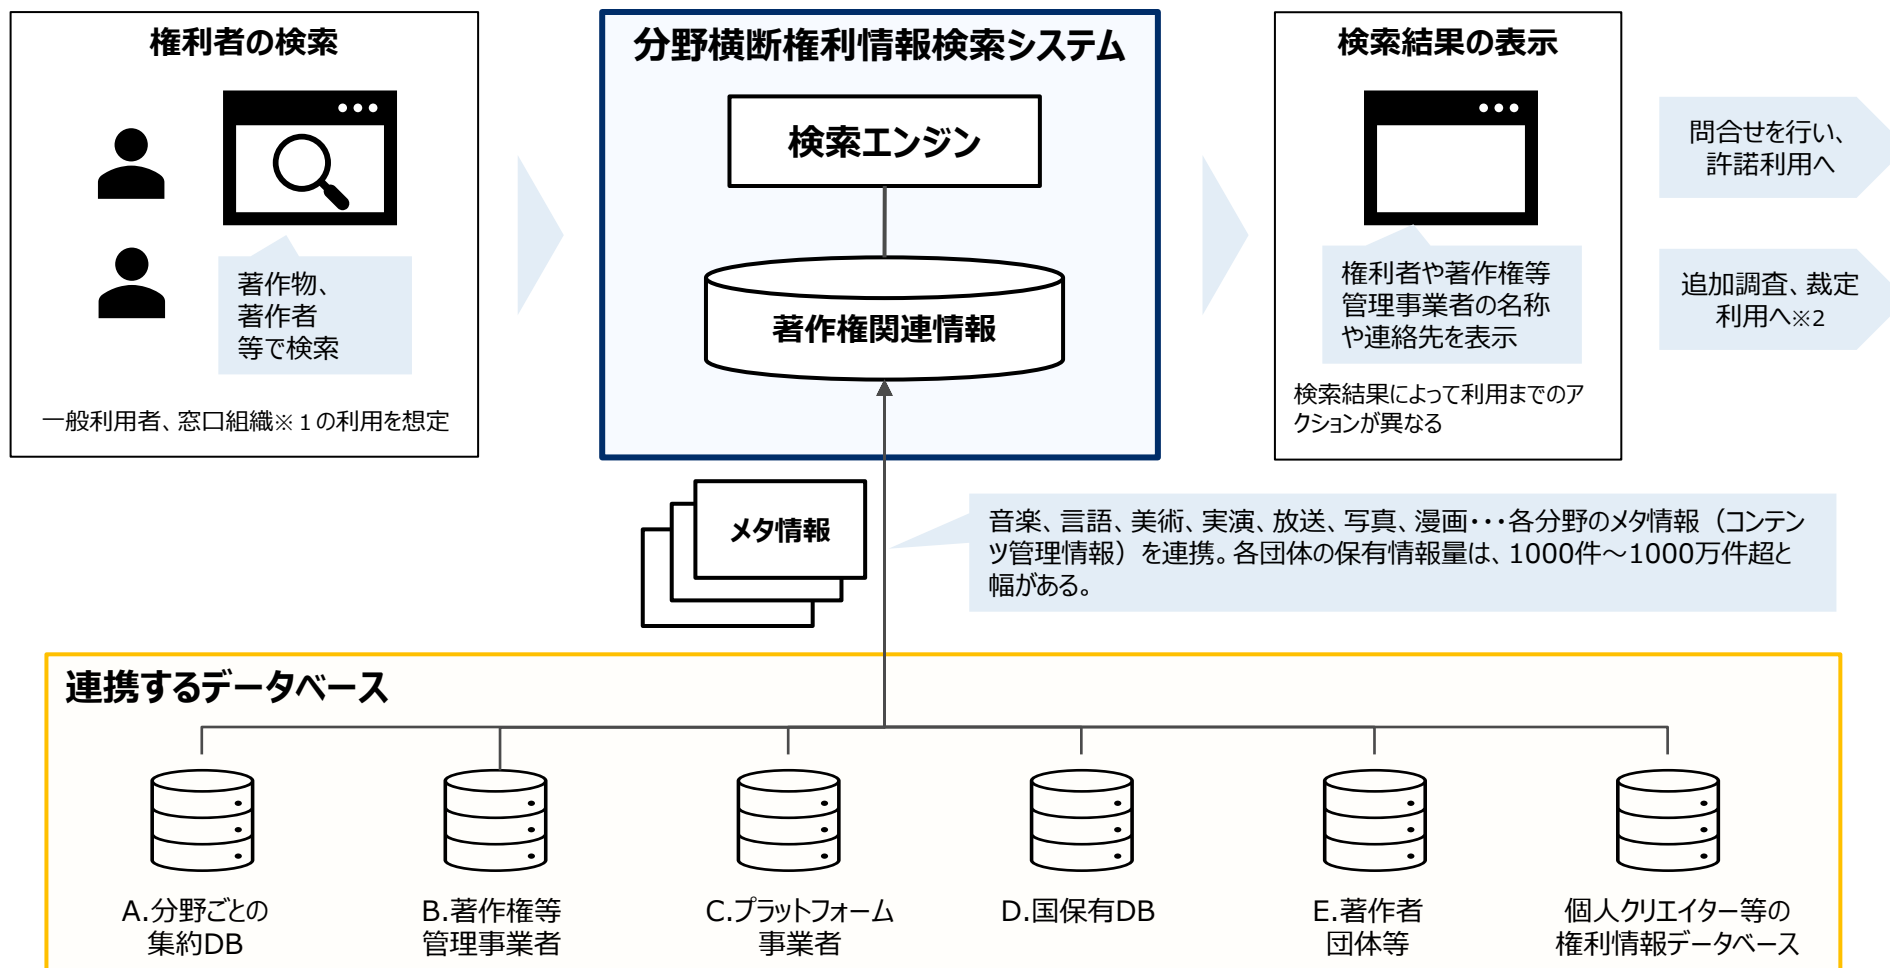 権利者の検索
著作物、
著作者
等で検索
一般利用者、窓口組織※1の利用を想定
分野横断権利情報検索システム
検索エンジン
著作権関連情報
検索結果の表示
権利者や著作権等
管理事業者の名称
や連絡先を表示
検索結果によって利用までのア
クションが異なる
問合せを行い、
許諾利用へ
追加調査、裁定
利用へ※2
メタ情報
音楽、言語、美術、実演、放送、写真、漫画・・・各分野のメタ情報（コンテン
ツ管理情報）を連携。各団体の保有情報量は、1000件～1000万件超と
幅がある。
連携するデータベース
A.分野ごとの
集約DB
B.著作権等
管理事業者
C.プラットフォーム
事業者
D.国保有DB
E.著作者
団体等
個人クリエイター等の
権利情報データベース